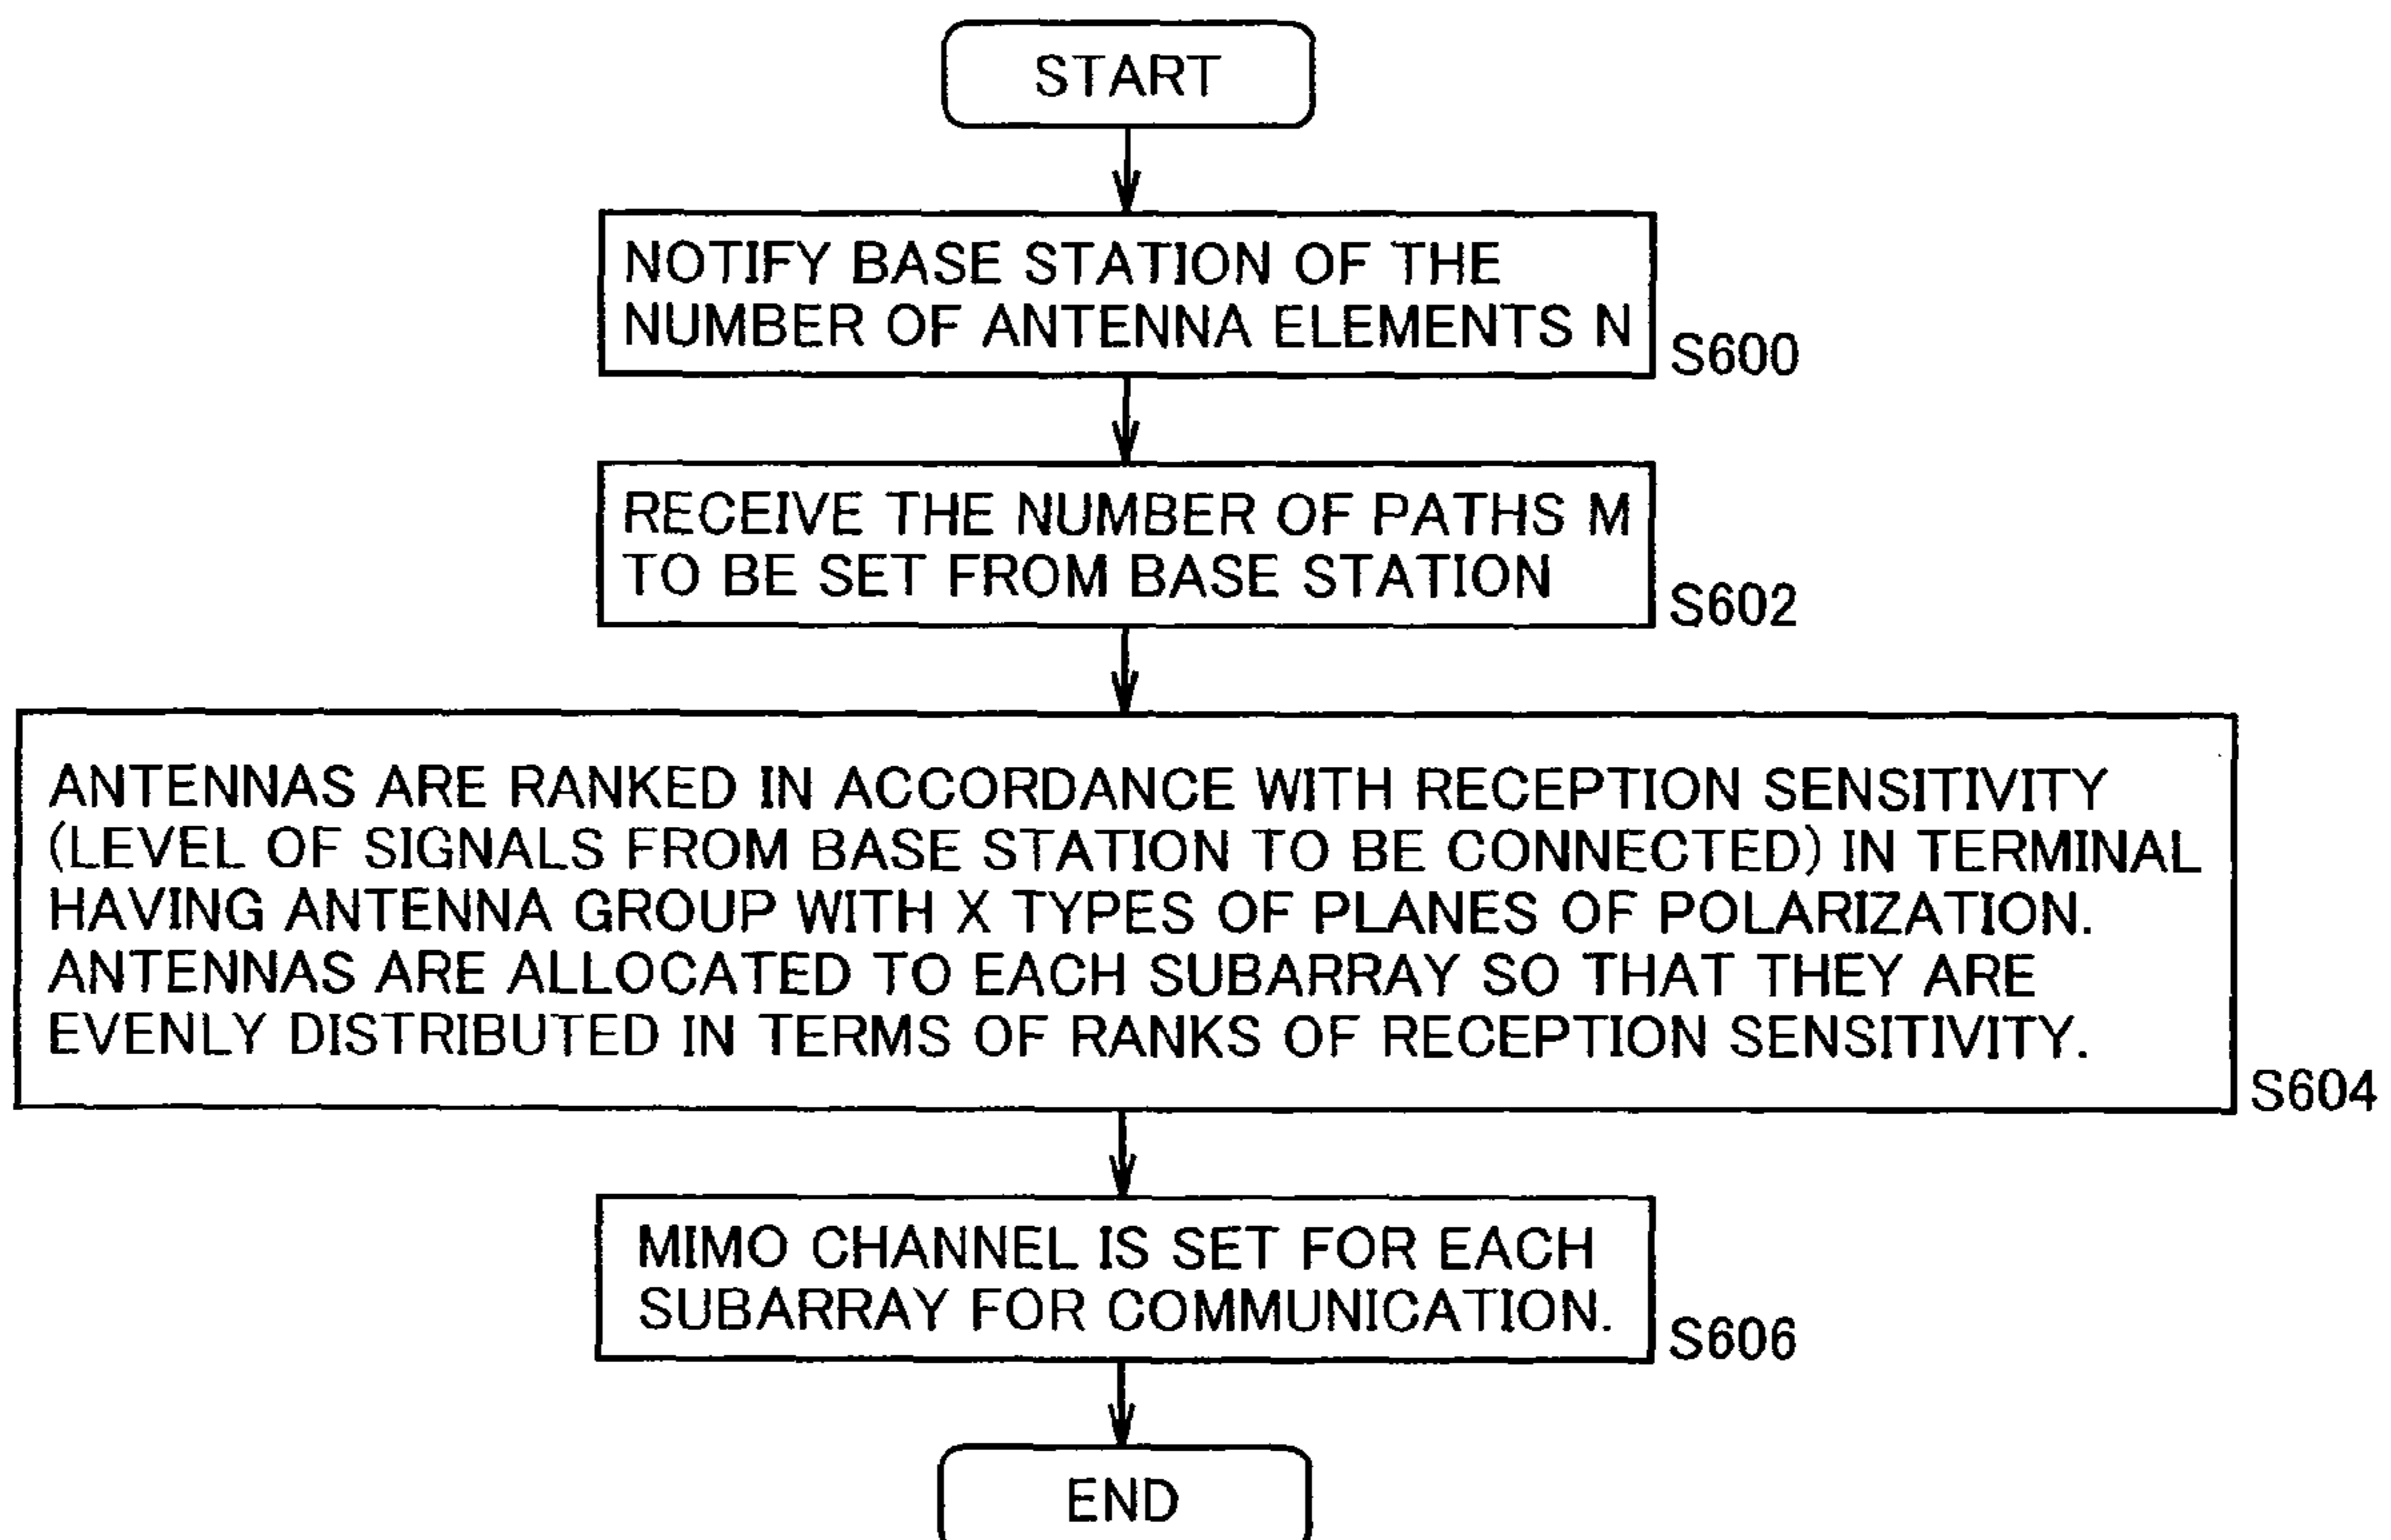 START
NOTIFY BASE STATION OF THE
NUMBER OF ANTENNA ELEMENTS N
S600
RECEIVE THE NUMBER OF PATHS M
TO BE SET FROM BASE STATION
S602
ANTENNAS ARE RANKED IN ACCORDANCE WITH RECEPTION SENSITIVITY
(LEVEL OF SIGNALS FROM BASE STATION TO BE CONNECTED) IN TERMINAL
HAVING ANTENNA GROUP WITH X TYPES OF PLANES OF POLARIZATION.
ANTENNAS ARE ALLOCATED TO EACH SUBARRAY SO THAT THEY ARE
EVENLY DISTRIBUTED IN TERMS OF RANKS OF RECEPTION SENSITIVITY.
S604
MIMO CHANNEL IS SET FOR EACH
SUBARRAY FOR COMMUNICATION.
S606
END